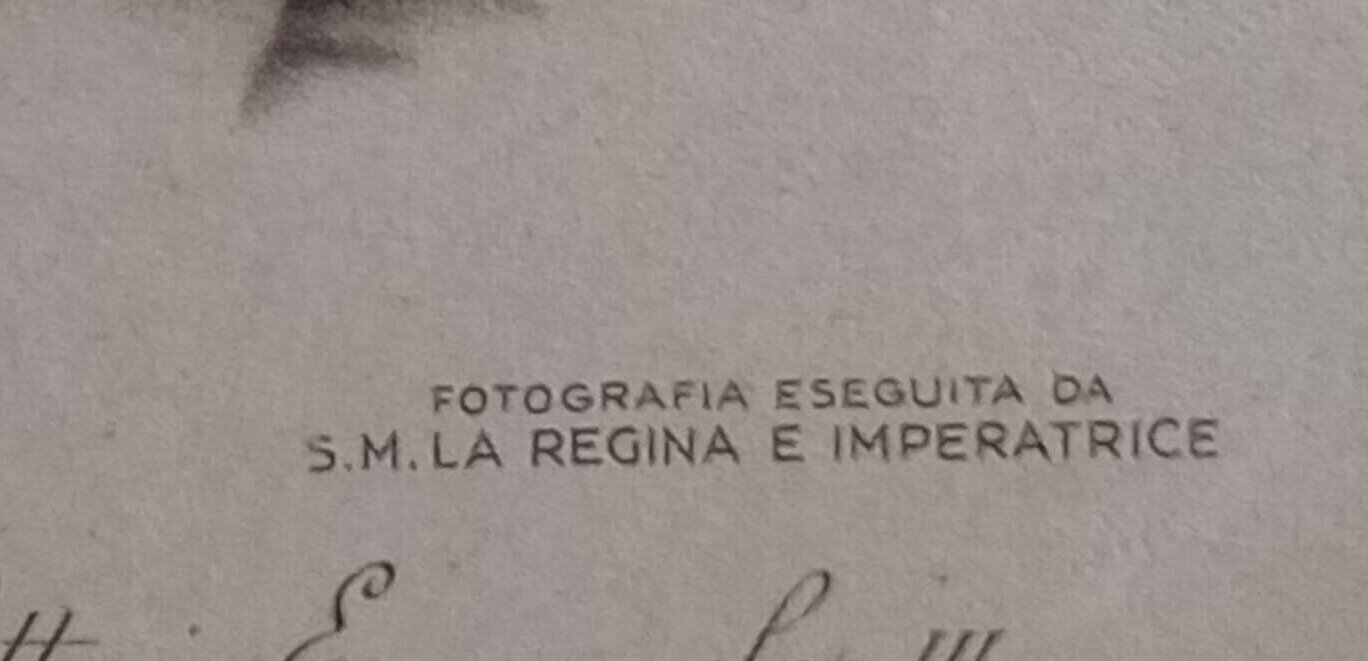 FOTOGRAFIA ESEGUITA DA
S.M. LA REGINA E IMPERATRICE